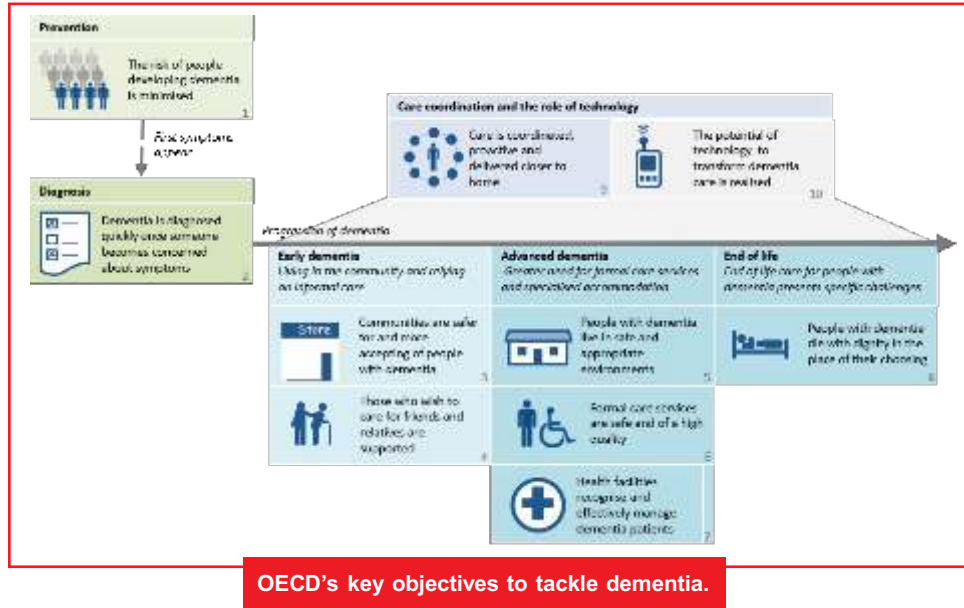 Prevention
The risk of people
developing dementia
is minimised
1
First symptoms
appear
Diagnosis
Dementia is diagnosed
quickly once someone
becomes concerned
about symptoms
2
Care coordination and the role of technology
Care is coordinated,
proactive and
delivered closer to
home
9
The potential of
technology to
transform dementia
care is realised
10
Progression of dementia
Early dementia
Living in the community and relying
on informal care
Store
Communities are safer
for and more
accepting of people
with dementia
3
Those who wish to
care for friends and
relatives are
supported
4
Advanced dementia
Greater need for formal care services
and specialised accommodation
People with dementia
live in safe and
appropriate
environments
5
Formal care services
are safe and of a high
quality
6
Health facilities
recognise and
effectively manage
dementia patients
7
End of life
End of life care for people with
dementia presents specific challenges
People with dementia
die with dignity in the
place of their choosing
8
OECD's key objectives to tackle dementia.